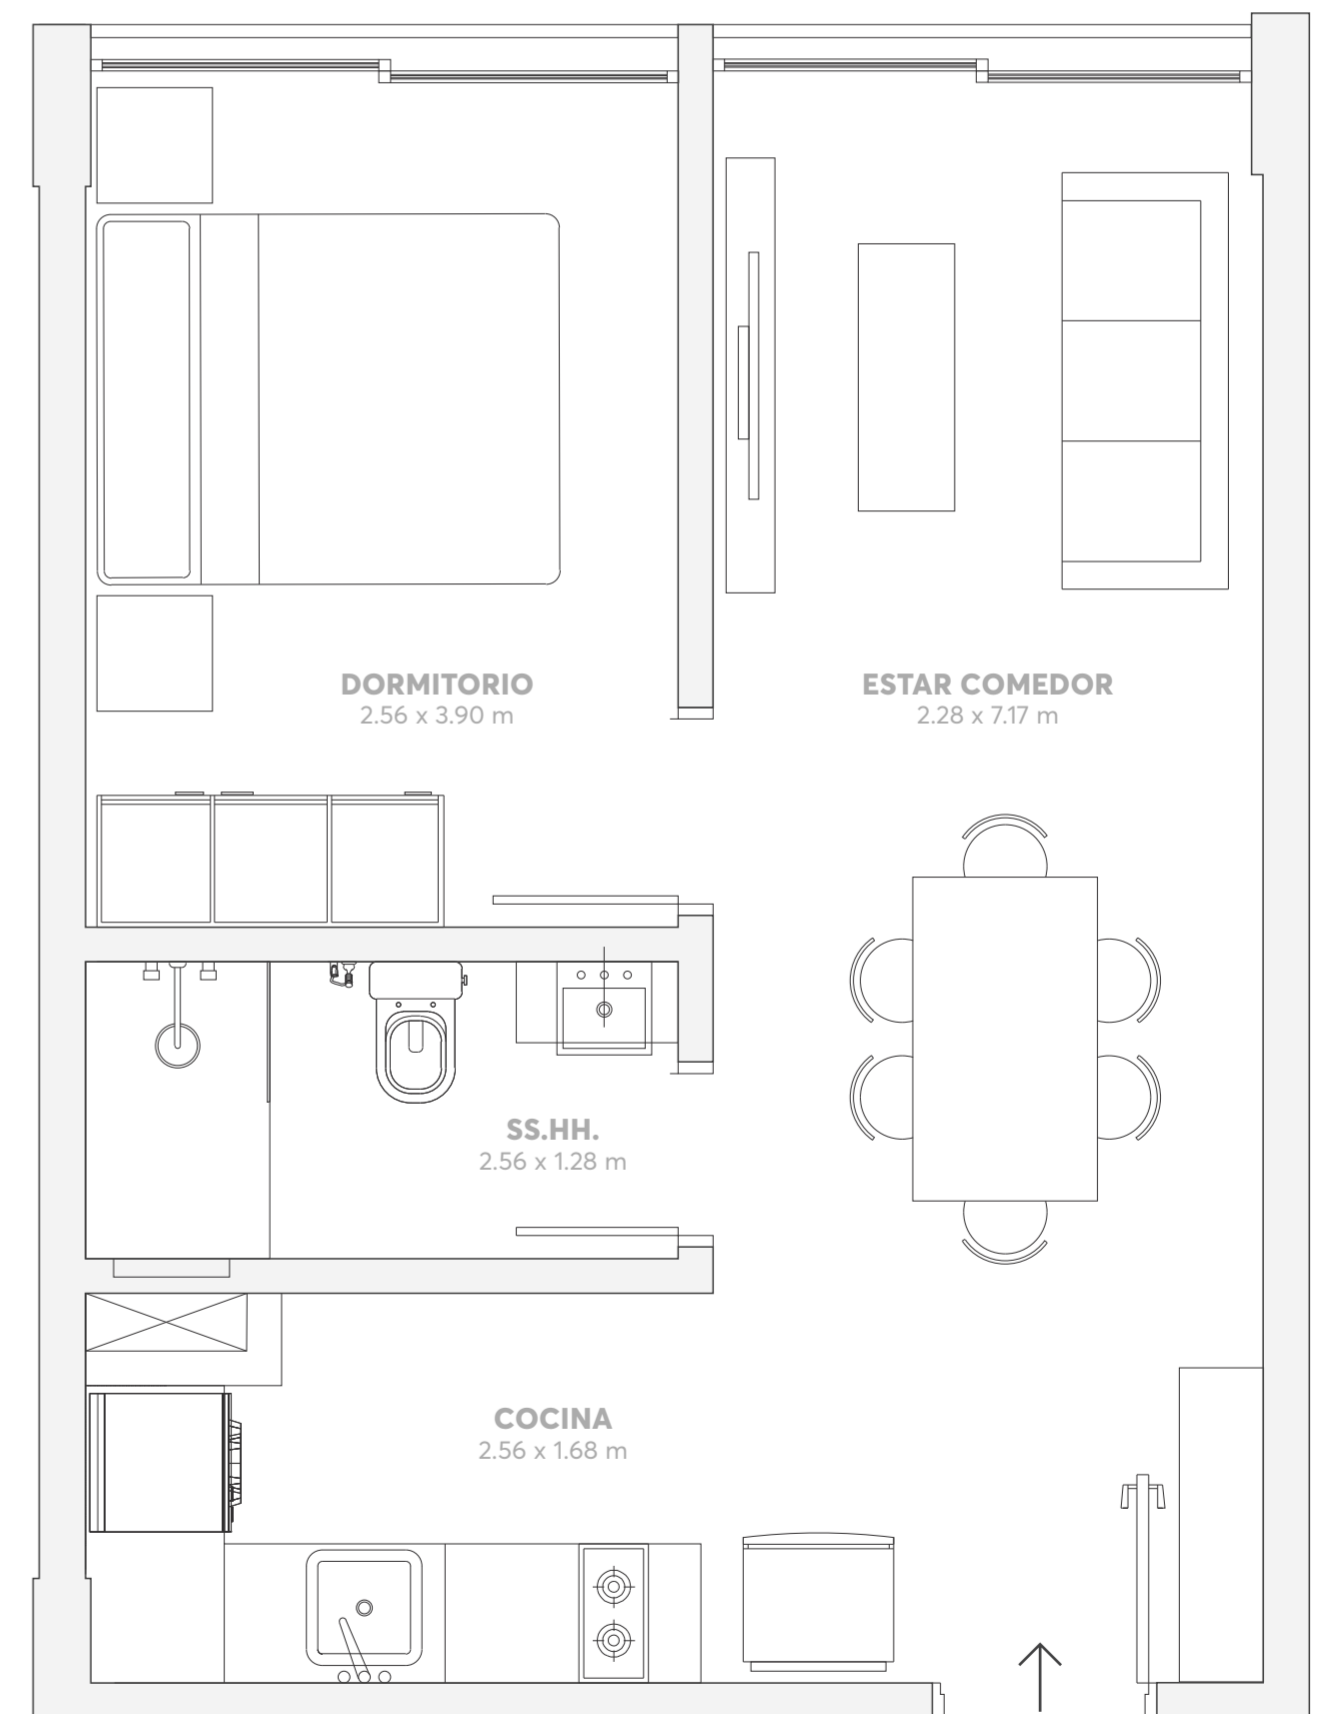 DORMITORIO
2.56 x 3.90 m
ESTAR COMEDOR
2.28 x 7.17 m
SS.HH.
2.56 x 1.28 m
COCINA
2.56 x 1.68 m